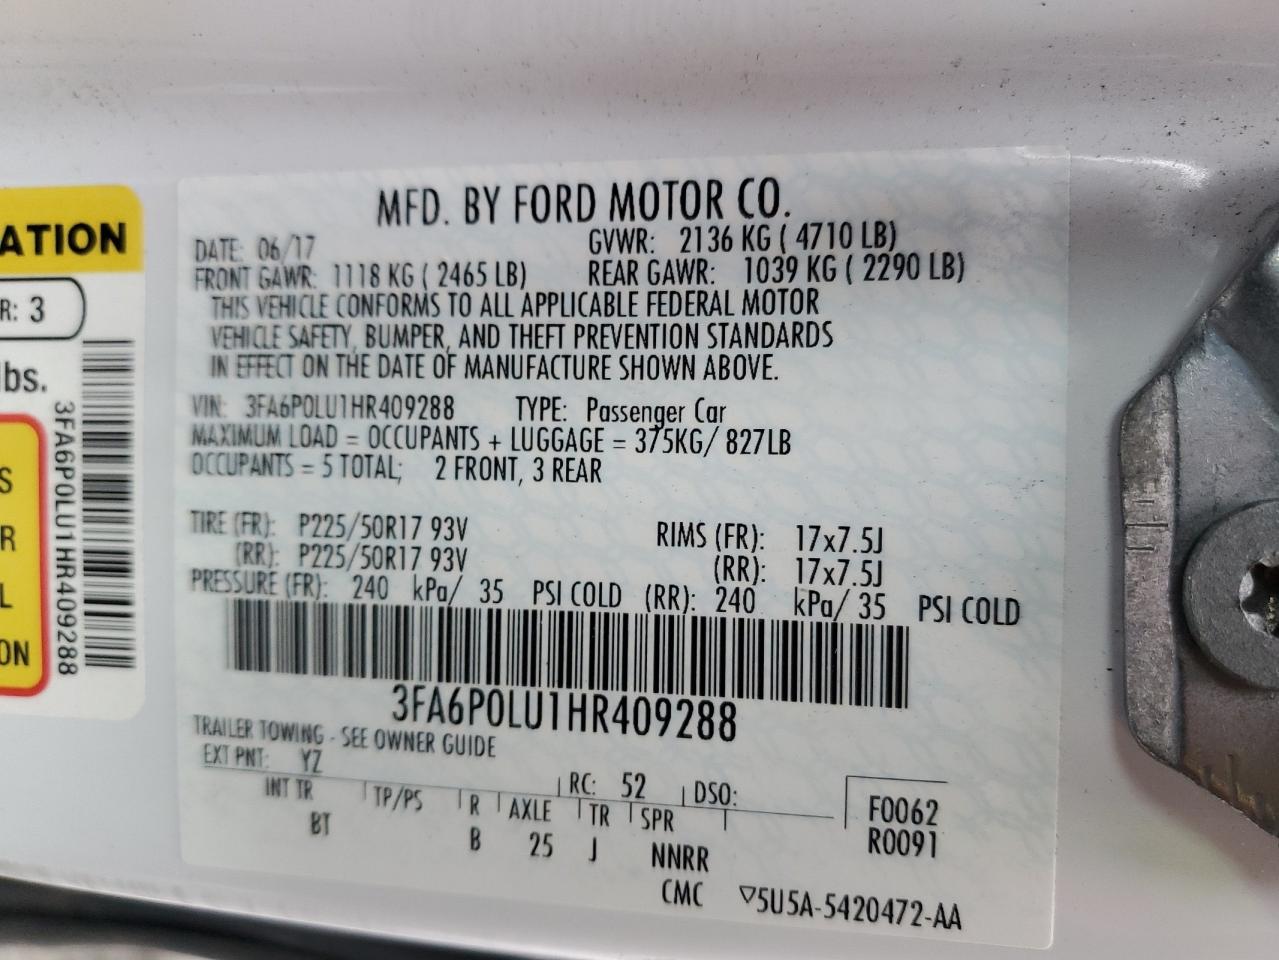 MFD. BY FORD MOTOR CO.
DATE: 06/17 GVWR: 2136 KG ( 4710 LB)
FRONT GAWR: 1118 KG ( 2465 LB) REAR GAWR: 1039 KG ( 2290 LB)
THIS VEHICLE CONFORMS TO ALL APPLICABLE FEDERAL MOTOR
VEHICLE SAFETY, BUMPER, AND THEFT PREVENTION STANDARDS
IN EFFECT ON THE DATE OF MANUFACTURE SHOWN ABOVE.
VIN: 3FA6P0LU1HR409288 TYPE: Passenger Car
MAXIMUM LOAD = OCCUPANTS + LUGGAGE = 375KG/ 827LB
OCCUPANTS = 5 TOTAL; 2 FRONT, 3 REAR
TIRE (FR): P225/50R17 93V RIMS (FR): 17x7.5J
(RR): P225/50R17 93V (RR): 17x7.5J
PRESSURE (FR): 240 kPa/ 35 PSI COLD (RR): 240 kPa/ 35 PSI COLD
3FA6P0LU1HR409288
TRAILER TOWING - SEE OWNER GUIDE
EXT PNT: YZ RC: 52 DSO:
INT TR TP/PS R AXLE TR SPR F0062
BT B 25 J NNRR R0091
CMC ▽5U5A-5420472-AA
ATION
R: 3
lbs.
S
R
L
ON
3FA6P0LU1HR409288